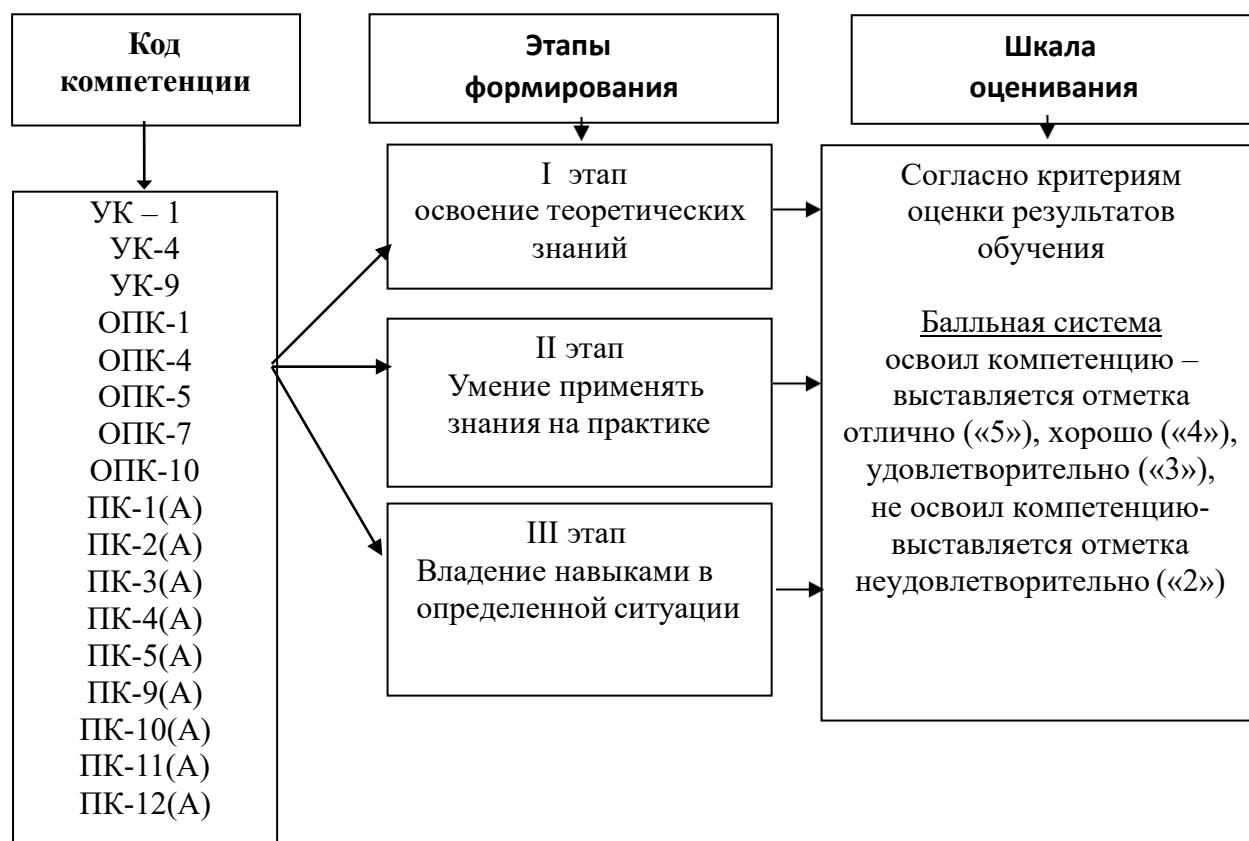 Код
компетенции
УК – 1
УК-4
УК-9
ОПК-1
ОПК-4
ОПК-5
ОПК-7
ОПК-10
ПК-1(А)
ПК-2(А)
ПК-3(А)
ПК-4(А)
ПК-5(А)
ПК-9(А)
ПК-10(А)
ПК-11(А)
ПК-12(А)
Этапы
формирования
I этап
освоение теоретических
знаний
II этап
Умение применять
знания на практике
III этап
Владение навыками в
определенной ситуации
Шкала
оценивания
Согласно критериям
оценки результатов
обучения
Балльная система
освоил компетенцию –
выставляется отметка
отлично («5»), хорошо («4»),
удовлетворительно («3»),
не освоил компетенцию-
выставляется отметка
неудовлетворительно («2»)